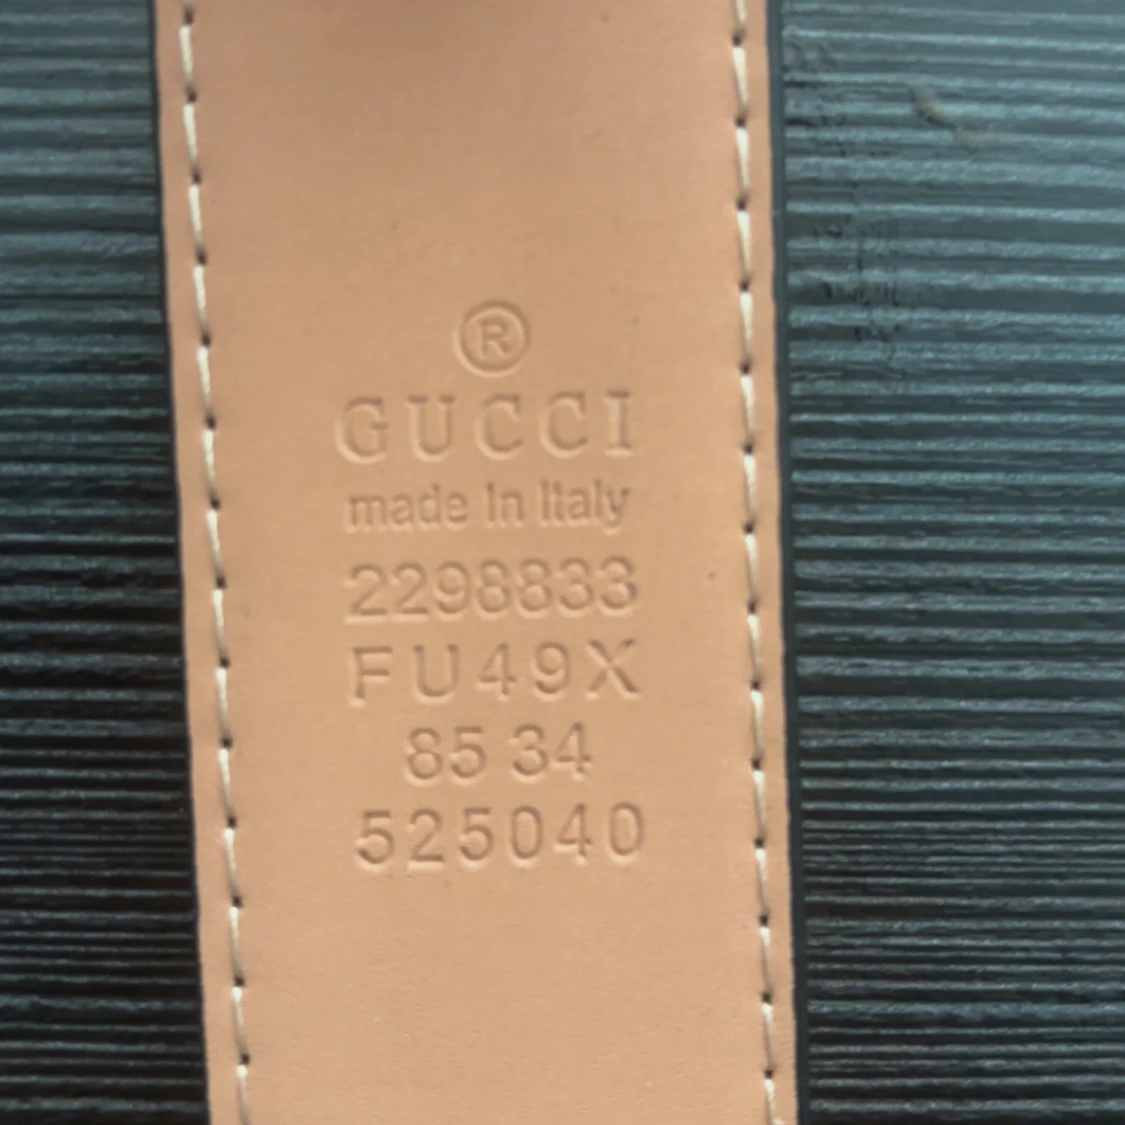 ®
GUCCI
made In Italy
2298833
FU49X
85 34
525040